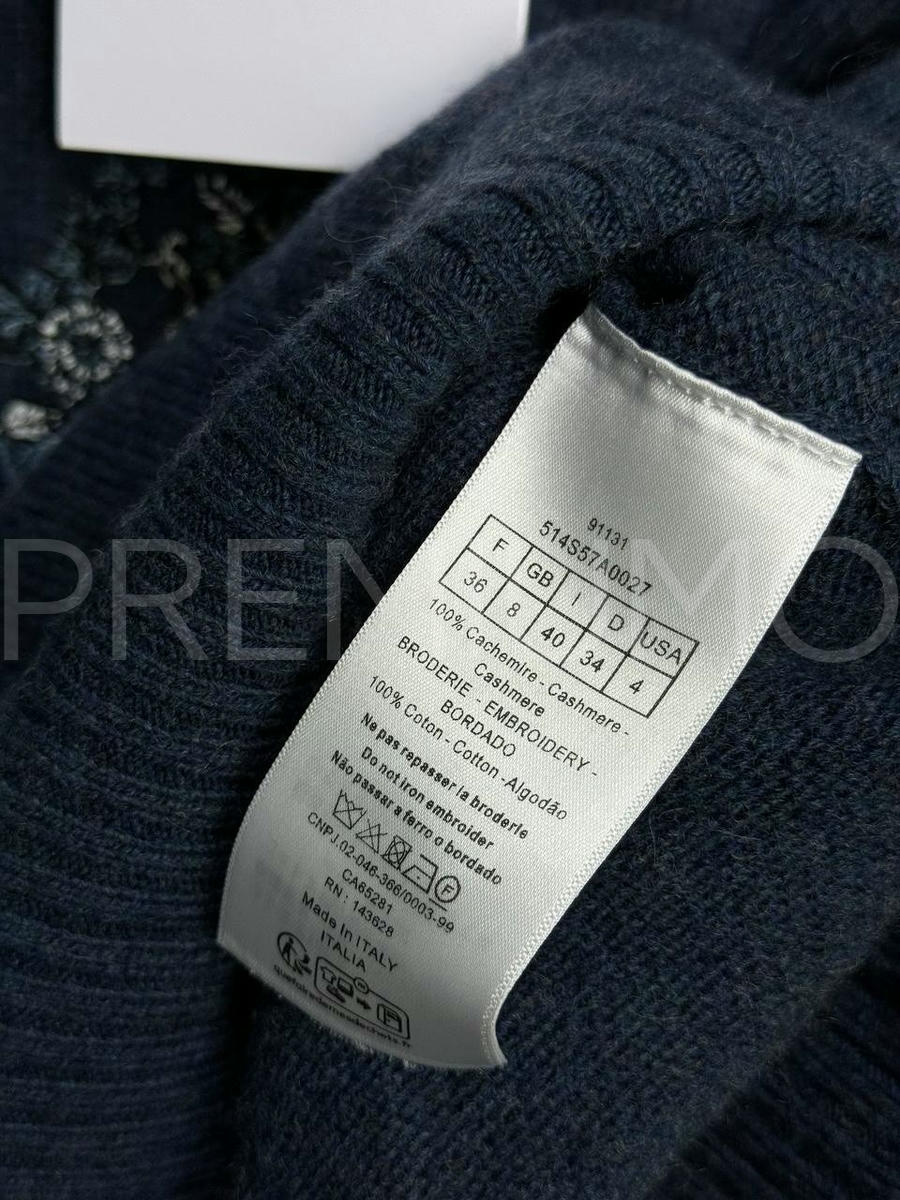 91131
514S57A0027
F GB I D USA
36 8 40 34 4
100% Cachemire - Cashmere -
Cashmere
BRODERIE - EMBROIDERY -
BORDADO
100% Coton - Cotton - Algodão
Ne pas repasser la broderie
Do not iron embroider
Não passar a ferro o bordado
F
CNPJ.02-046-366/0003-99
CA65281
RN : 143628
Made in ITALY
ITALIA
quefairedemesdechets.fr